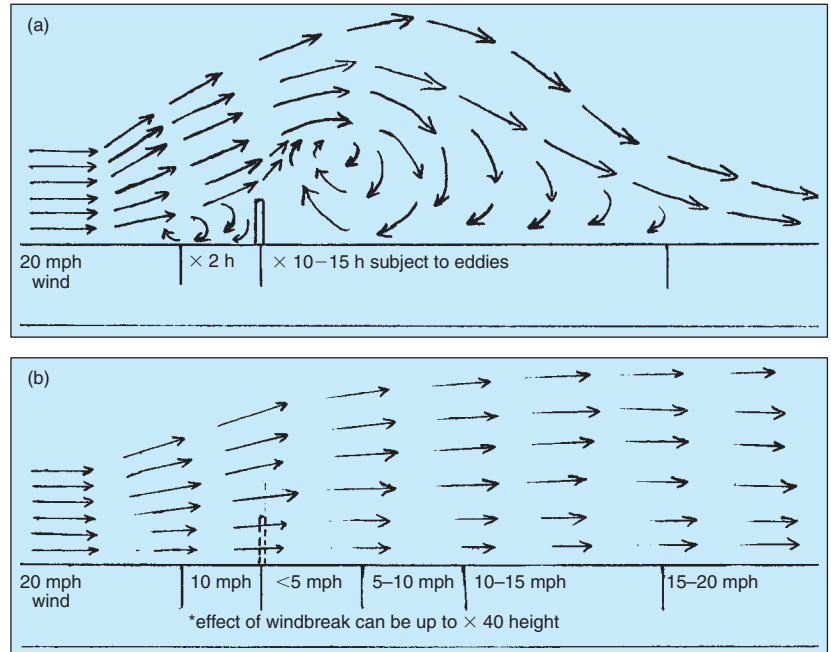 (a)
20 mph
wind
× 2 h
× 10–15 h subject to eddies
(b)
20 mph
wind
10 mph
<5 mph
5–10 mph
10–15 mph
15–20 mph
*effect of windbreak can be up to × 40 height